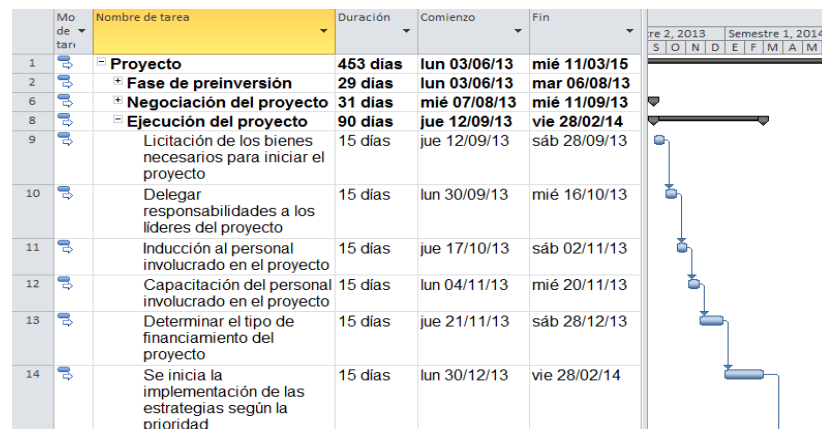 Mo de tare
Nombre de tarea
Duración
Comienzo
Fin
tre 2, 2013
Semestre 1, 2014
S O N D E F M A M
1 Proyecto 453 días lun 03/06/13 mié 11/03/15
2 Fase de preinversión 29 días lun 03/06/13 mar 06/08/13
6 Negociación del proyecto 31 días mié 07/08/13 mié 11/09/13
8 Ejecución del proyecto 90 días jue 12/09/13 vie 28/02/14
9 Licitación de los bienes 15 días jue 12/09/13 sáb 28/09/13
necesarios para iniciar el
proyecto
10 Delegar 15 días lun 30/09/13 mié 16/10/13
responsabilidades a los
líderes del proyecto
11 Inducción al personal 15 días jue 17/10/13 sáb 02/11/13
involucrado en el proyecto
12 Capacitación del personal 15 días lun 04/11/13 mié 20/11/13
involucrado en el proyecto
13 Determinar el tipo de 15 días jue 21/11/13 sáb 28/12/13
financiamiento del
proyecto
14 Se inicia la 15 días lun 30/12/13 vie 28/02/14
implementación de las
estrategias según la
prioridad